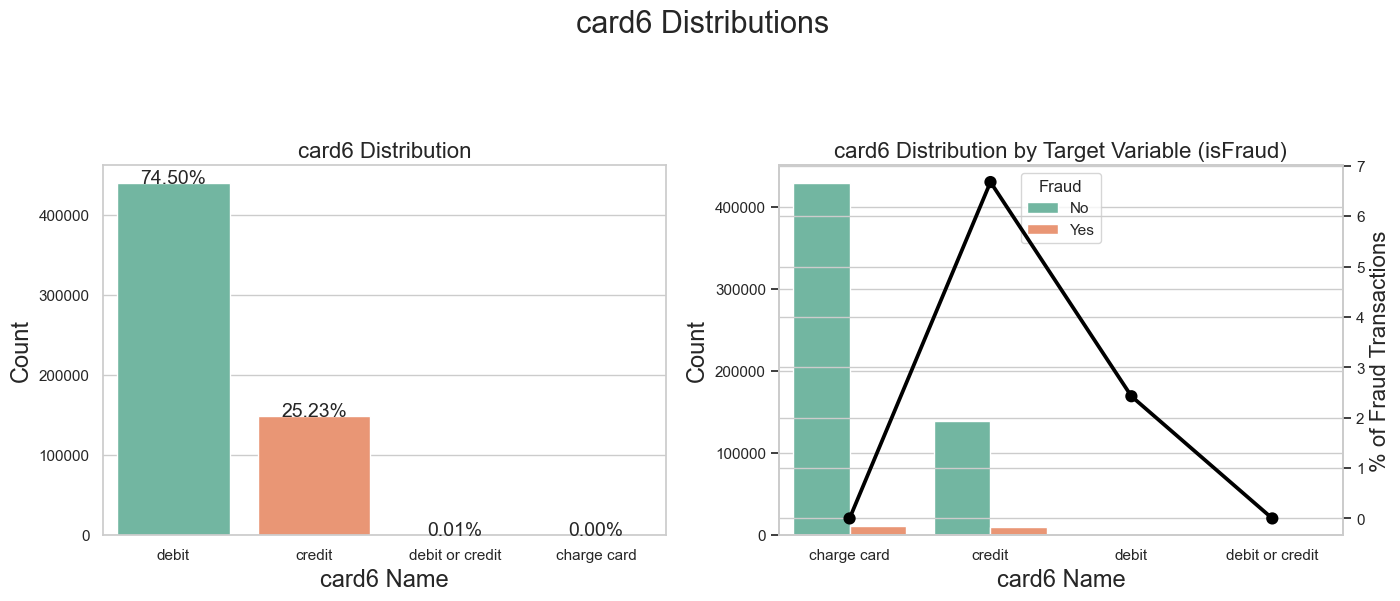 card6 Distributions
card6 Distribution
74.50%
25.23%
0.01%
0.00%
400000
300000
200000
100000
0
Count
debit credit debit or credit charge card
card6 Name
card6 Distribution by Target Variable (isFraud)
Fraud
No
Yes
400000
300000
200000
100000
0
Count
7
6
5
4
3
2
1
0
% of Fraud Transactions
charge card credit debit debit or credit
card6 Name